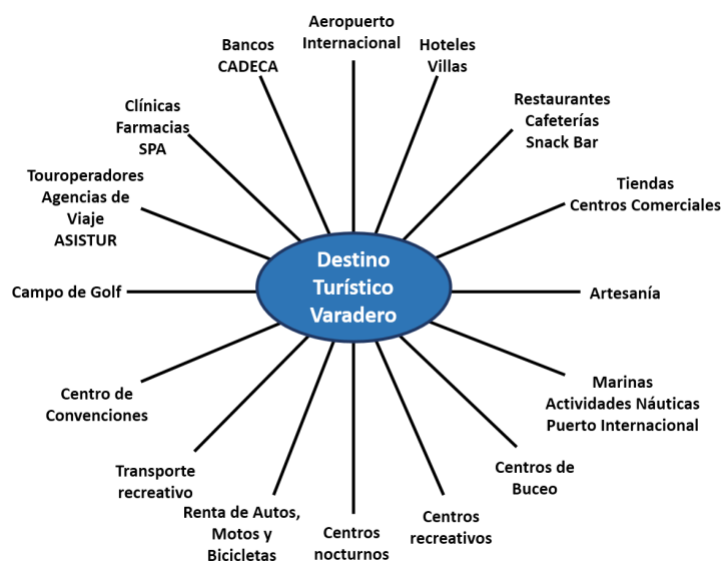 Aeropuerto
Internacional
Hoteles
Villas
Restaurantes
Cafeterías
Snack Bar
Tiendas
Centros Comerciales
Artesanía
Marinas
Actividades Náuticas
Puerto Internacional
Centros de
Buceo
Centros
recreativos
Centros
nocturnos
Renta de Autos,
Motos y
Bicicletas
Transporte
recreativo
Centro de
Convenciones
Campo de Golf
Touroperadores
Agencias de
Viaje
ASISTUR
Clínicas
Farmacias
SPA
Bancos
CADECA
Destino
Turístico
Varadero